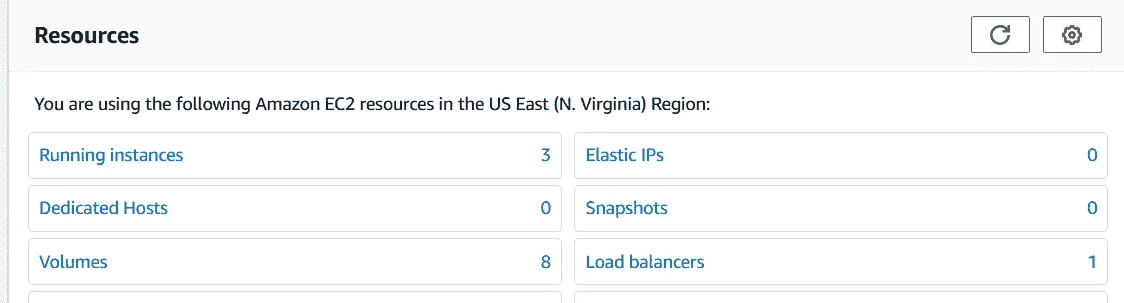 Resources
You are using the following Amazon EC2 resources in the US East (N. Virginia) Region:
Running instances 3 Elastic IPs 0
Dedicated Hosts 0 Snapshots 0
Volumes 8 Load balancers 1